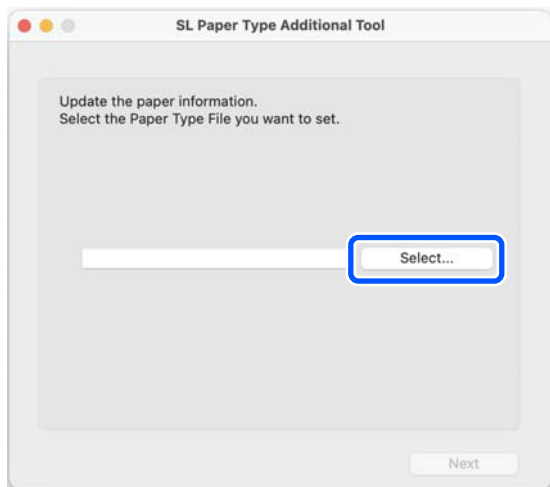 SL Paper Type Additional Tool
Update the paper information.
Select the Paper Type File you want to set.
Select...
Next